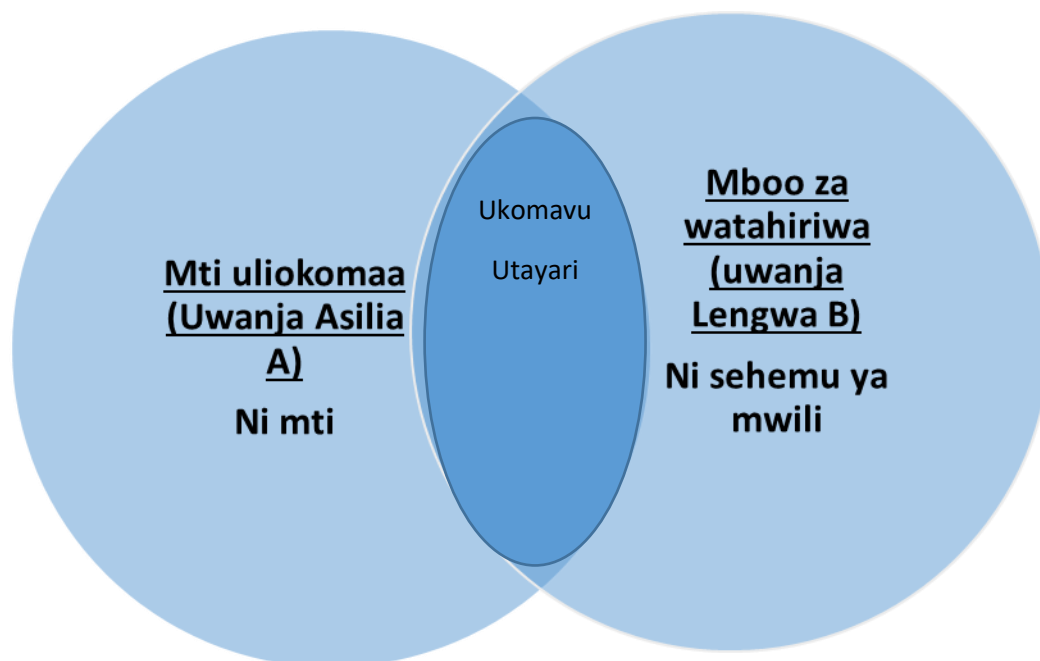 Mti uliokomaa
(Uwanja Asilia
A)
Ni mti
Ukomavu
Utayari
Mboo za
watahiriwa
(uwanja
Lengwa B)
Ni sehemu ya
mwili